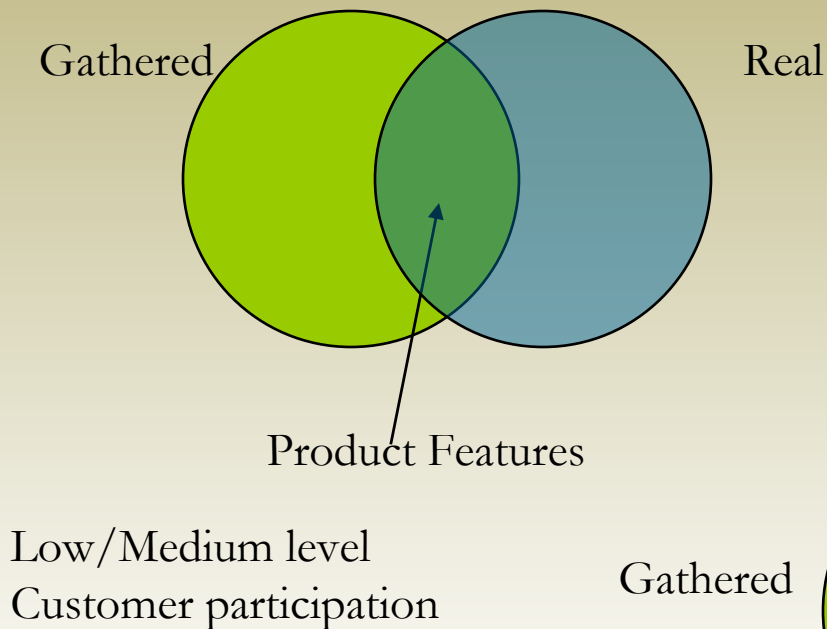 Gathered
Real
Product Features
Low/Medium level
Customer participation
Gathered